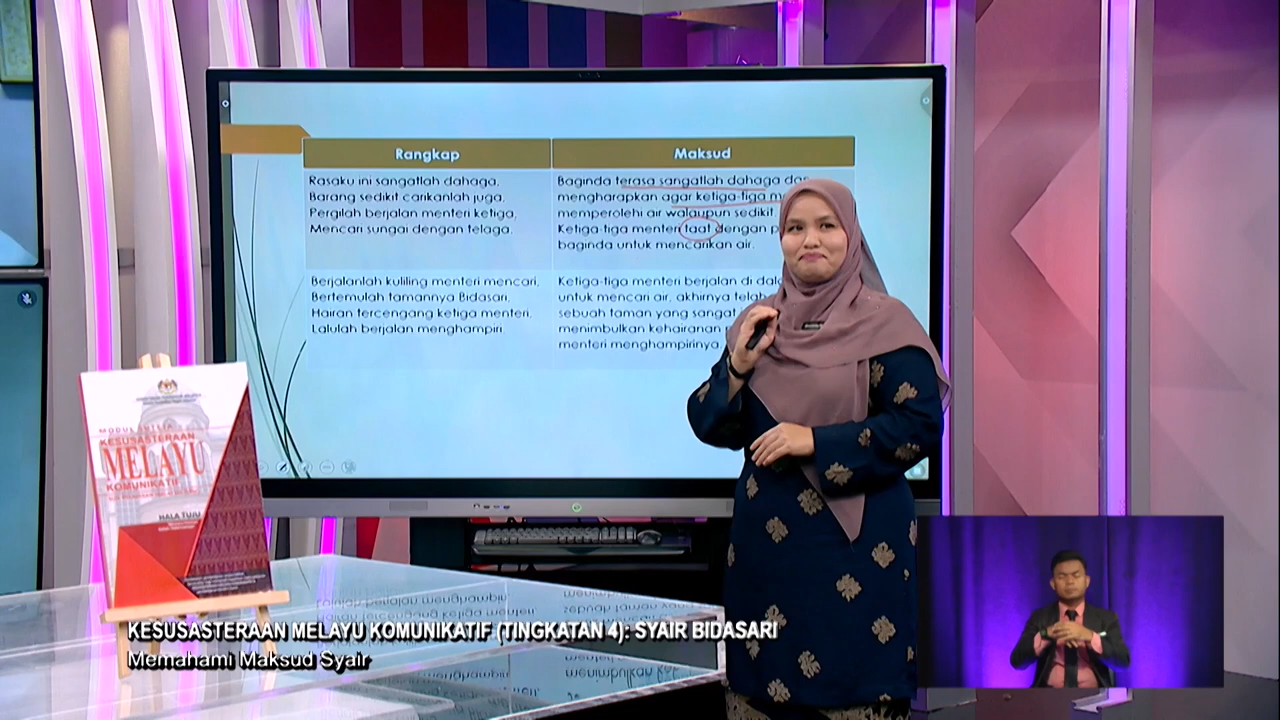 Rangkap
Maksud
Rasaku ini sangatlah dahaga,
Barang sedikit carikanlah juga,
Pergilah berjalan menteri ketiga,
Mencari sungai dengan telaga.
Baginda terasa sangatlah dahaga dan
mengharapkan agar ketiga-tiga
memperolehi air walaupun sedikit.
Ketiga-tiga menteri taat dengan
baginda untuk mencarikan air.
Berjalanlah kuliling menteri mencari,
Bertemulah tamannya Bidasari,
Hairan tercengang ketiga menteri,
Lalulah berjalan menghampiri.
Ketiga-tiga menteri berjalan di
untuk mencari air, akhirnya telah
sebuah taman yang sangat
menimbulkan kehairanan
menteri menghampirinya.
KESUSASTERAAN
MELAYU
KOMUNIKATIF
HALA TUJU
KESUSASTERAAN MELAYU KOMUNIKATIF (TINGKATAN 4): SYAIR BIDASARI
Memahami Maksud Syair